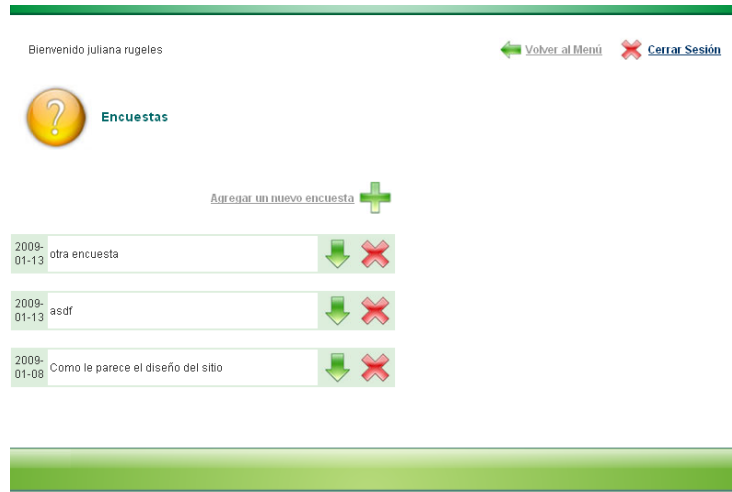 Bienvenido juliana rugeles
Volver al Menú
Cerrar Sesión
Encuestas
Agregar un nuevo encuesta
2009-
01-13
otra encuesta
2009-
01-13
asdf
2009-
01-08
Como le parece el diseño del sitio